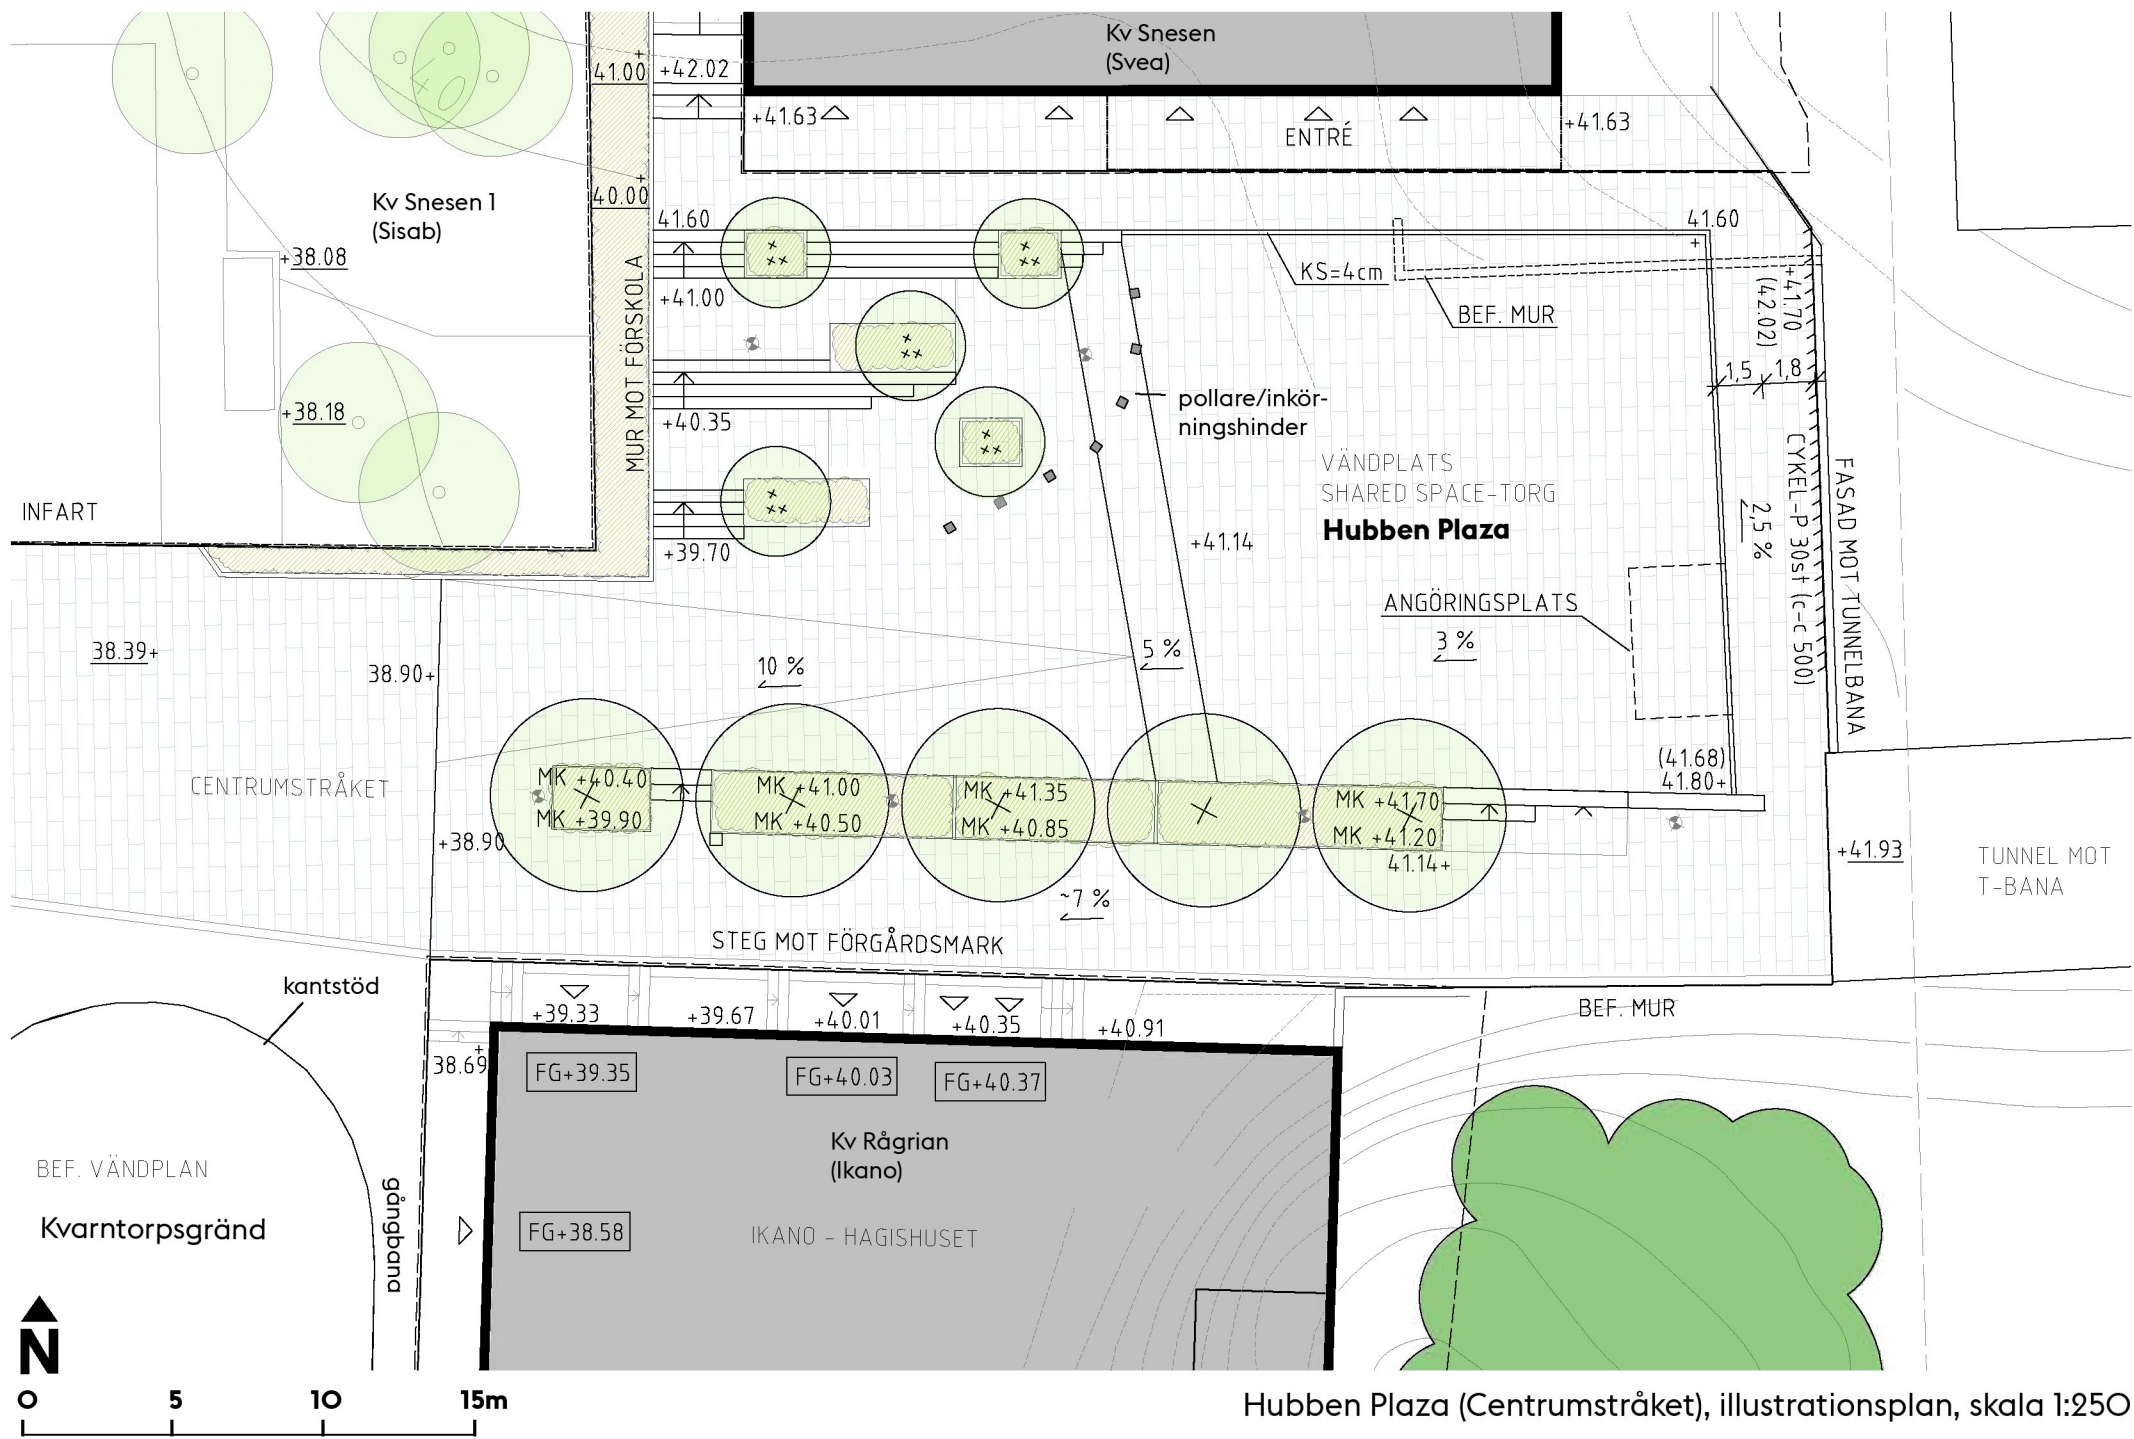 Kv Snesen
(Svea)
41.00
+
+42.02
+41.63
ENTRÉ
+41.63
Kv Snesen 1
(Sisab)
+
40.00
41.60
41.60
+
+38.08
+41.00
KS=4cm
BEF. MUR
+41.70
(42.02)
MUR MOT FÖRSKOLA
1,5
1,8
+38.18
+40.35
pollare/inkör-
ningshinder
VÄNDPLATS
SHARED SPACE-TORG
Hubben Plaza
INFART
+39.70
+41.14
2,5 %
CYKEL-P 30st (c-c 500)
FASAD MOT TUNNELBANA
ANGÖRINGSPLATS
38.39+
38.90+
10 %
5 %
3 %
CENTRUMSTRÅKET
MK +40.40
MK +39.90
MK +41.00
MK +40.50
MK +41.35
MK +40.85
MK +41.70
MK +41.20
41.14+
(41.68)
41.80+
+38.90
+41.93
TUNNEL MOT
T-BANA
~7 %
STEG MOT FÖRGÅRDSMARK
kantstöd
+39.33
+39.67
+40.01
+40.35
+40.91
BEF. MUR
+
38.69
FG+39.35
FG+40.03
FG+40.37
Kv Rågrian
(Ikano)
BEF. VÄNDPLAN
Kvarntorpsgränd
gångbana
FG+38.58
IKANO - HAGISHUSET
N
0 5 10 15m
Hubben Plaza (Centrumstråket), illustrationsplan, skala 1:250